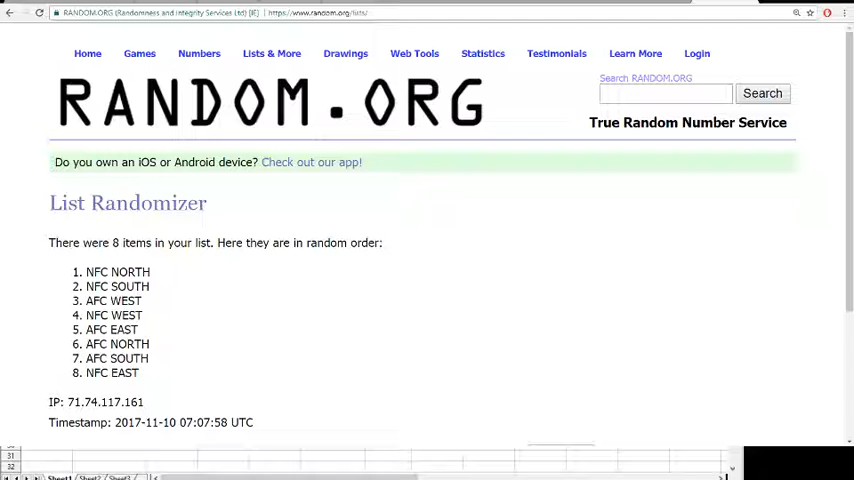 RANDOM.ORG (Randomness and Integrity Services Ltd) [IE] https://www.random.org/lists/
Home Games Numbers Lists & More Drawings Web Tools Statistics Testimonials Learn More Login
Search RANDOM.ORG
RANDOM.ORG
Search
True Random Number Service
Do you own an iOS or Android device? Check out our app!
List Randomizer
There were 8 items in your list. Here they are in random order:
1. NFC NORTH
2. NFC SOUTH
3. AFC WEST
4. NFC WEST
5. AFC EAST
6. AFC NORTH
7. AFC SOUTH
8. NFC EAST
IP: 71.74.117.161
Timestamp: 2017-11-10 07:07:58 UTC
31
32
Sheet1 Sheet2 Sheet3